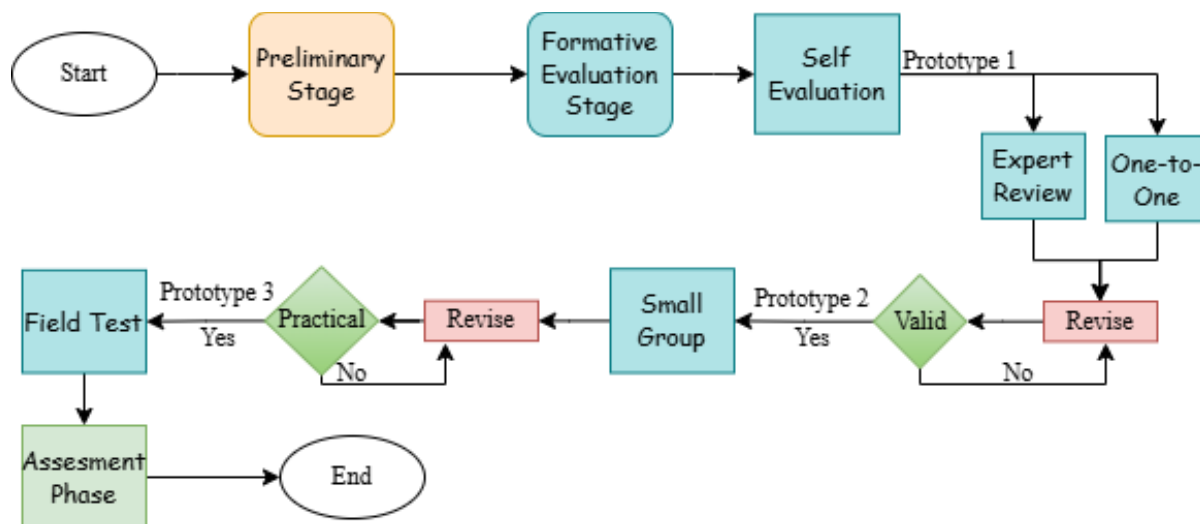 Start
Preliminary
Stage
Formative
Evaluation
Stage
Self
Evaluation
Prototype 1
Expert
Review
One-to-
One
Revise
Valid
No
Prototype 2
Yes
Small
Group
Revise
Practical
No
Prototype 3
Yes
Field Test
Assesment
Phase
End